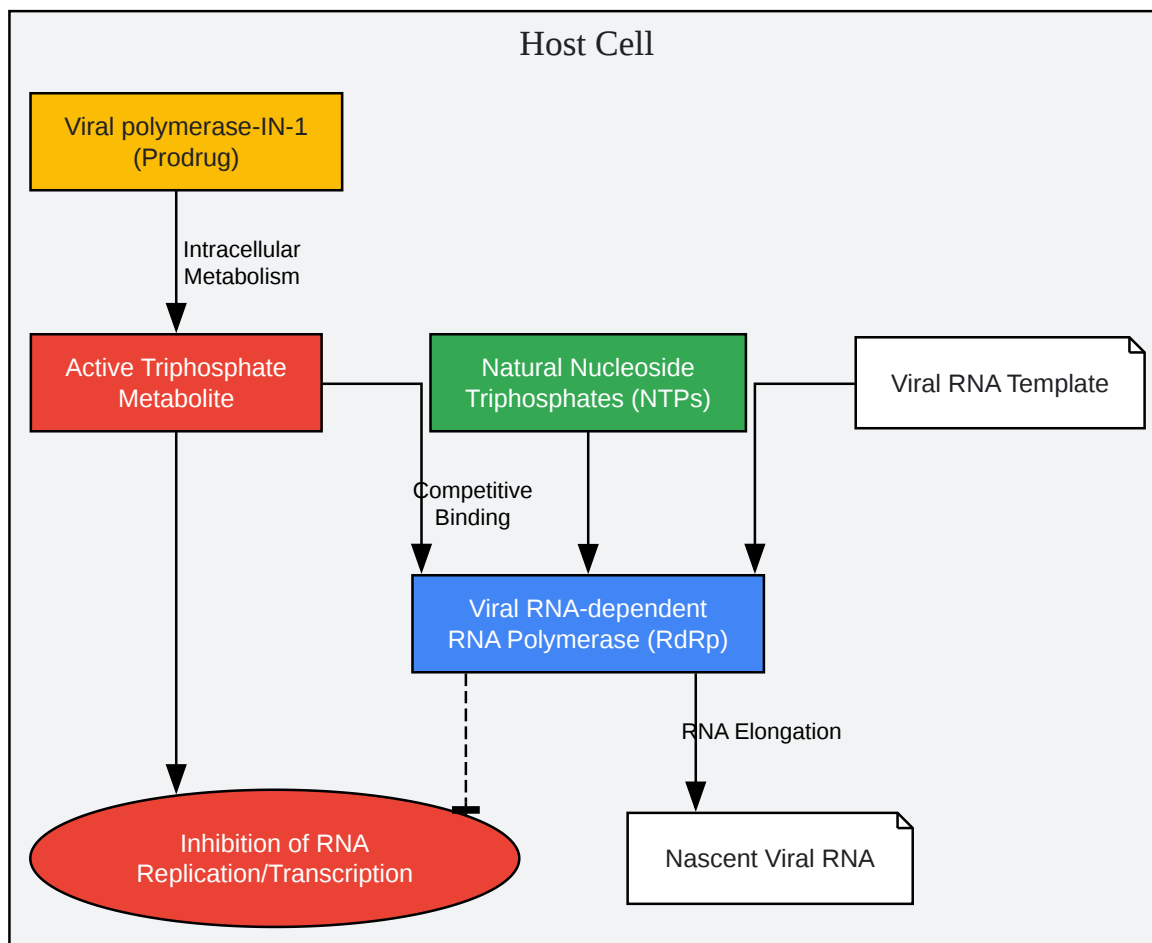 Host Cell
Viral polymerase-IN-1
(Prodrug)
Intracellular
Metabolism
Active Triphosphate
Metabolite
Natural Nucleoside
Triphosphates (NTPs)
Viral RNA Template
Competitive
Binding
Viral RNA-dependent
RNA Polymerase (RdRp)
RNA Elongation
Inhibition of RNA
Replication/Transcription
Nascent Viral RNA